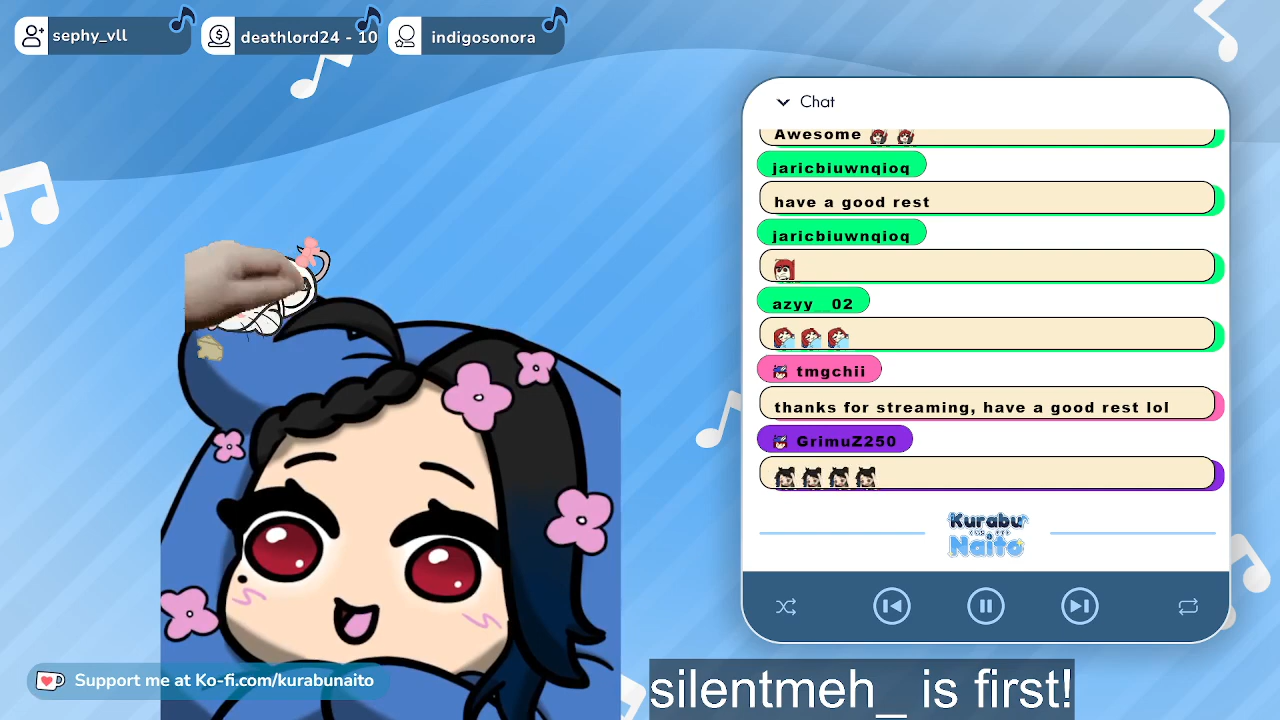 sephy_vll
deathlord24 - 10
indigosonora
Chat
Awesome
jaricbiuwnqioq
have a good rest
jaricbiuwnqioq
azyy_02
tmgchii
thanks for streaming, have a good rest lol
GrimuZ250
Kurabu
Naito
Support me at Ko-fi.com/kurabunaito
silentmeh_ is first!